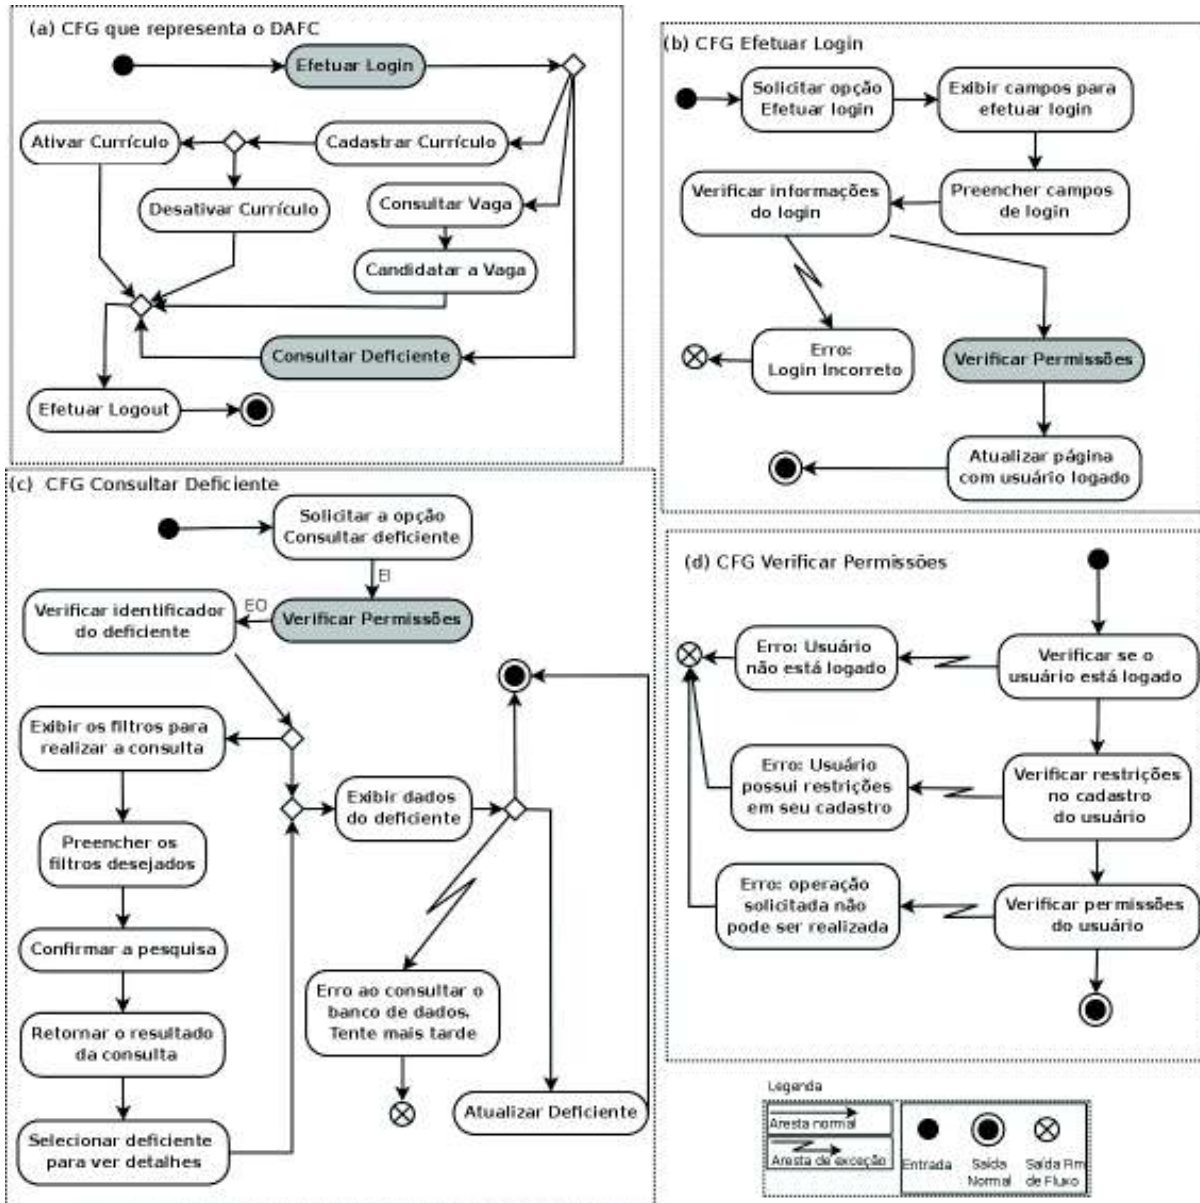 (a) CFG que representa o DAFC
Efetuar Login
Ativar Currículo
Cadastrar Currículo
Desativar Currículo
Consultar Vaga
Candidatar a Vaga
Consultar Deficiente
Efetuar Logout
(b) CFG Efetuar Login
Solicitar opção
Efetuar login
Exibir campos para
efetuar login
Verificar informações
do login
Preencher campos
de login
Erro:
Login Incorreto
Verificar Permissões
Atualizar página
com usuário logado
(c) CFG Consultar Deficiente
Solicitar a opção
Consultar deficiente
EI
Verificar identificador
do deficiente
EO
Verificar Permissões
Exibir os filtros para
realizar a consulta
Exibir dados
do deficiente
Preencher os
filtros desejados
Confirmar a pesquisa
Retornar o resultado
da consulta
Erro ao consultar o
banco de dados.
Tente mais tarde
Selecionar deficiente
para ver detalhes
Atualizar Deficiente
(d) CFG Verificar Permissões
Erro: Usuário
não está logado
Verificar se o
usuário está logado
Erro: Usuário
possui restrições
em seu cadastro
Verificar restrições
no cadastro
do usuário
Erro: operação
solicitada não
pode ser realizada
Verificar permissões
do usuário
Legenda
Aresta normal
Aresta de exceção
Entrada
Saída
Normal
Saída Fim
de Fluxo